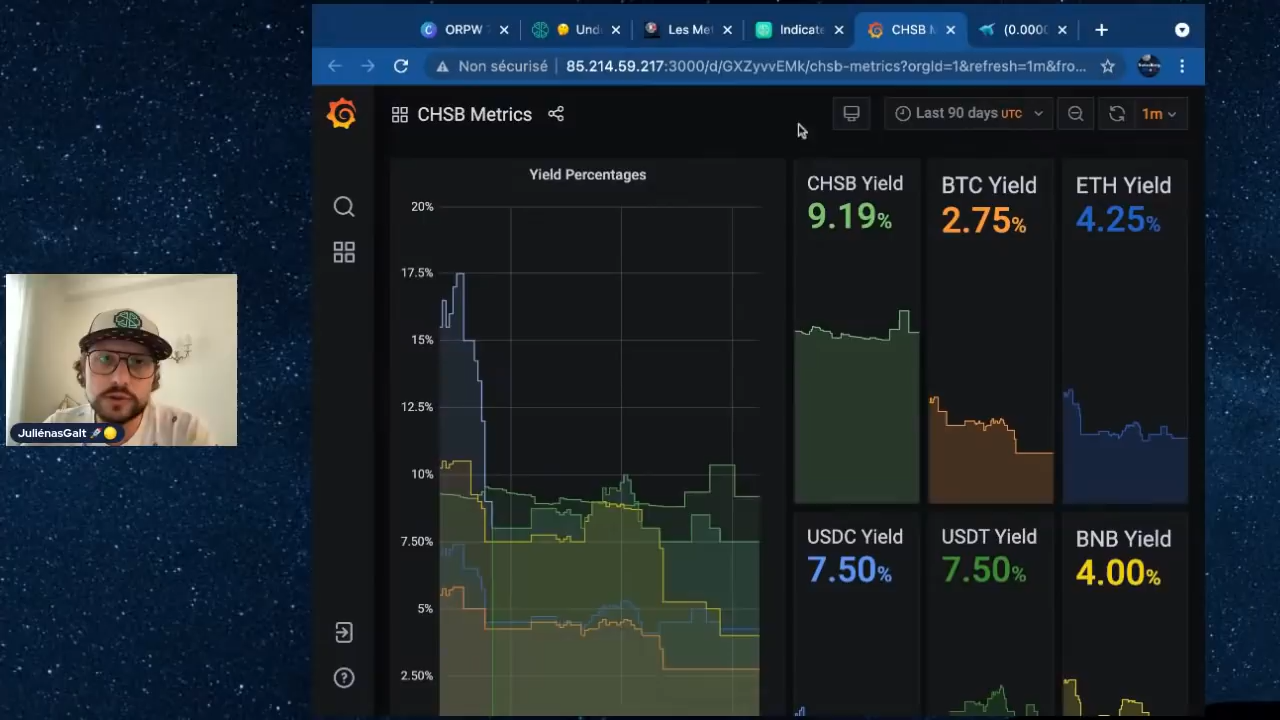 ORPW
Und
Les Met
Indicate
CHSB M
(0.0000
Non sécurisé
85.214.59.217:3000/d/GXZyvvEMk/chsb-metrics?orgId=1&refresh=1m&fro...
CHSB Metrics
Last 90 days UTC
1m
Yield Percentages
20%
17.5%
15%
12.5%
10%
7.50%
5%
2.50%
CHSB Yield
9.19%
BTC Yield
2.75%
ETH Yield
4.25%
USDC Yield
7.50%
USDT Yield
7.50%
BNB Yield
4.00%
JuliénasGalt